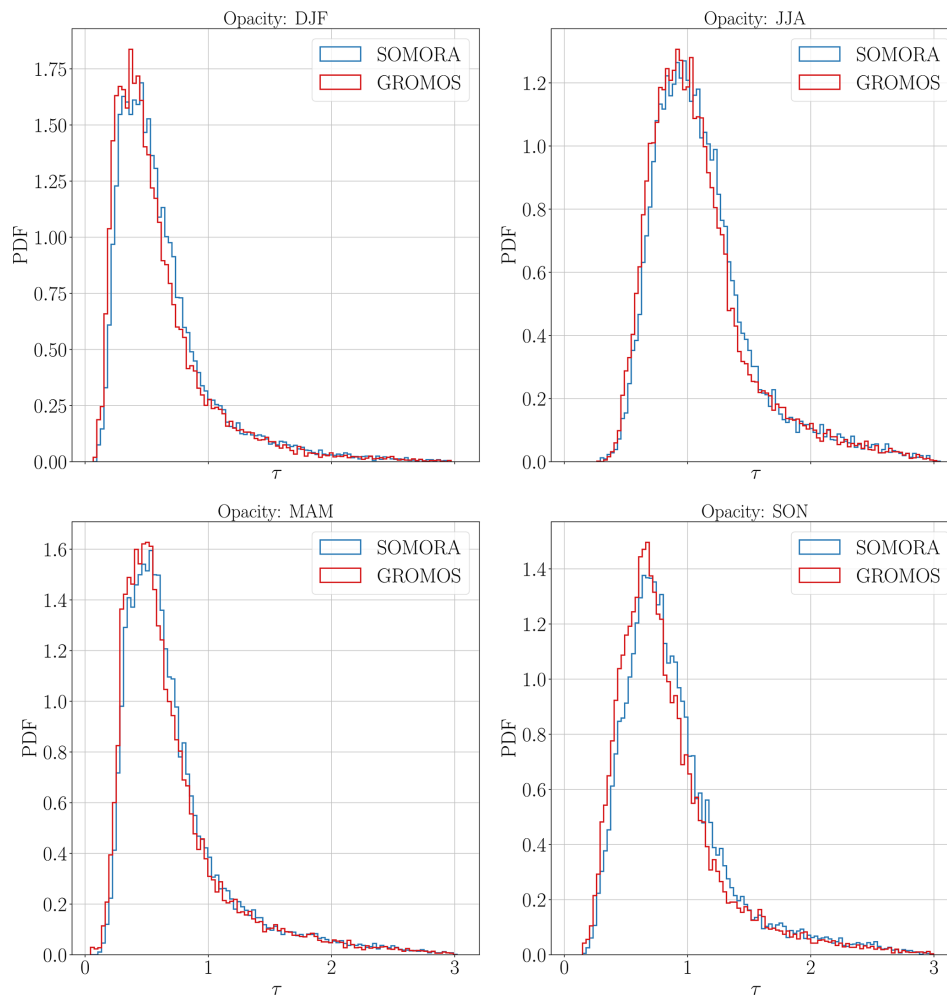 Opacity: DJF
SOMORA
GROMOS
PDF
1.75
1.50
1.25
1.00
0.75
0.50
0.25
0.00
τ
Opacity: JJA
SOMORA
GROMOS
PDF
1.2
1.0
0.8
0.6
0.4
0.2
0.0
τ
Opacity: MAM
SOMORA
GROMOS
PDF
1.6
1.4
1.2
1.0
0.8
0.6
0.4
0.2
0.0
0 1 2 3
τ
Opacity: SON
SOMORA
GROMOS
PDF
1.4
1.2
1.0
0.8
0.6
0.4
0.2
0.0
0 1 2 3
τ